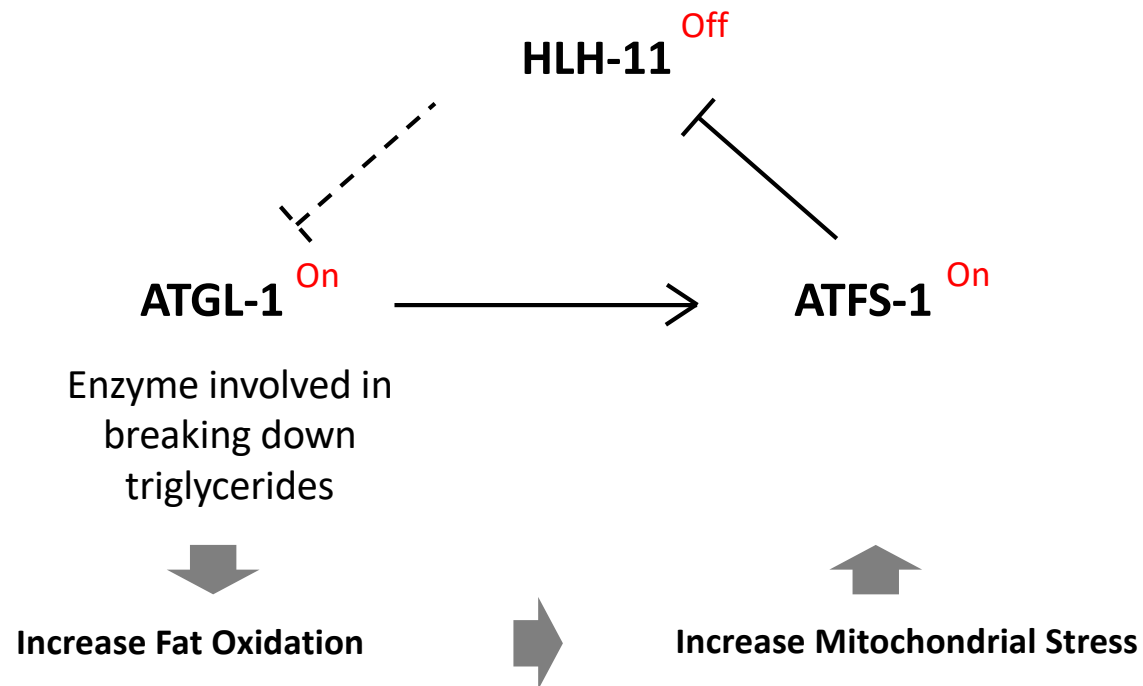 Off
HLH-11
On
ATGL-1
On
ATFS-1
Enzyme involved in
breaking down
triglycerides
Increase Fat Oxidation
Increase Mitochondrial Stress